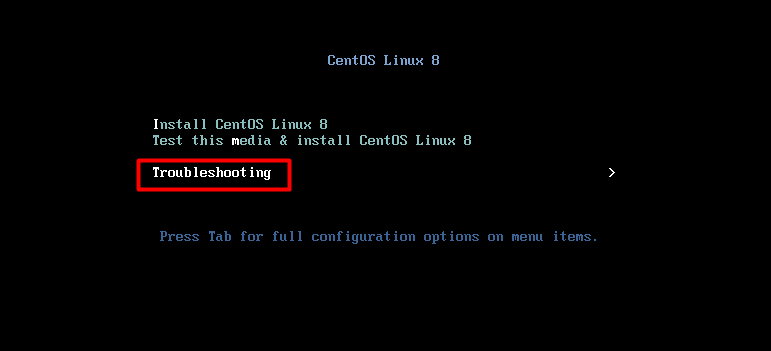 CentOS Linux 8
Install CentOS Linux 8
Test this media & install CentOS Linux 8
Troubleshooting >
Press Tab for full configuration options on menu items.